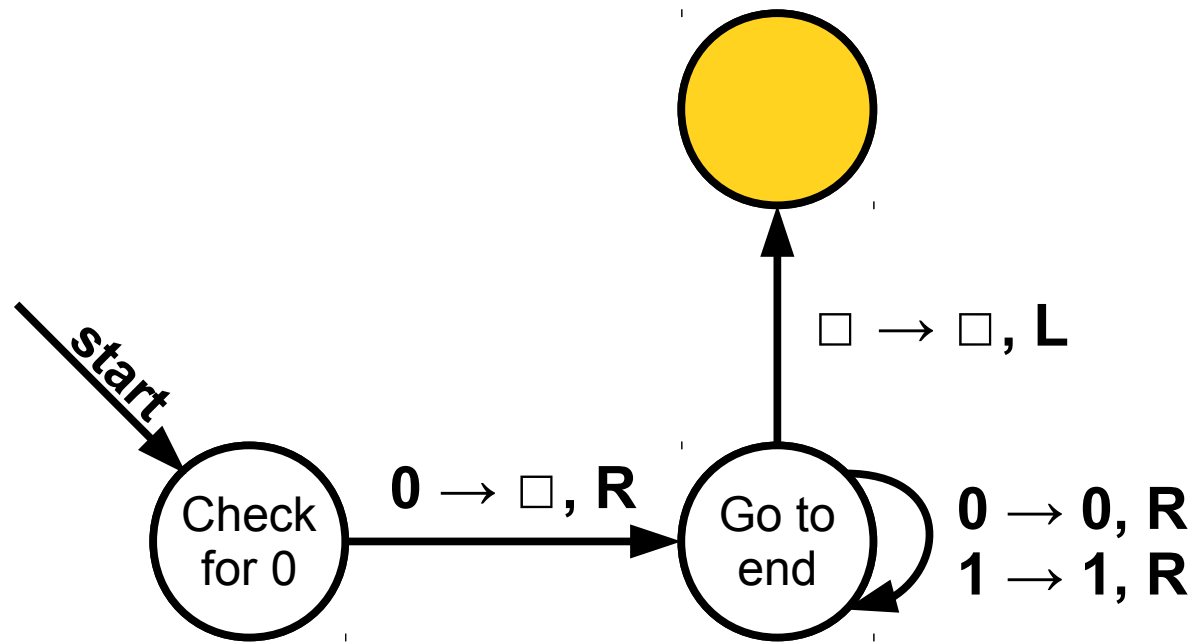 □ → □, L
start
0 → □, R
Check
for 0
Go to
end
0 → 0, R
1 → 1, R